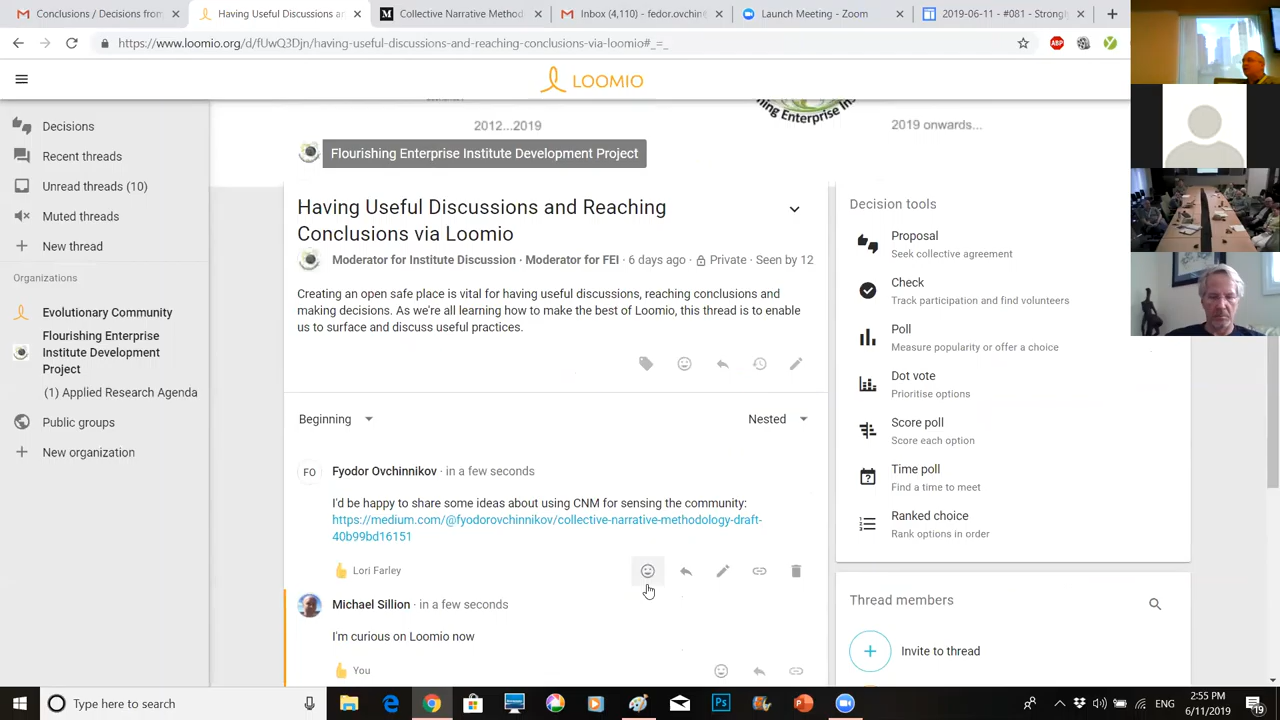 Conclusions / Decisions from
Having Useful Discussions an
Collective Narrative Method
Inbox (4,110) - fedor.ovchin
Launch Meeting - Zoom
2019-06-11 - #081 - Strong
https://www.loomio.org/d/fUwQ3Djn/having-useful-discussions-and-reaching-conclusions-via-loomio#_=_
ABP
LOOMIO
Decisions
Recent threads
Unread threads (10)
Muted threads
New thread
Organizations
Evolutionary Community
Flourishing Enterprise
Institute Development
Project
(1) Applied Research Agenda
Public groups
New organization
2012...2019
2019 onwards...
Flourishing Enterprise Institute Development Project
Having Useful Discussions and Reaching
Conclusions via Loomio
Moderator for Institute Discussion · Moderator for FEI · 6 days ago · Private · Seen by 12
Creating an open safe place is vital for having useful discussions, reaching conclusions and
making decisions. As we're all learning how to make the best of Loomio, this thread is to enable
us to surface and discuss useful practices.
Beginning
Nested
FO
Fyodor Ovchinnikov · in a few seconds
I'd be happy to share some ideas about using CNM for sensing the community:
https://medium.com/@fyodorovchinnikov/collective-narrative-methodology-draft-
40b99bd16151
Lori Farley
Michael Sillion · in a few seconds
I'm curious on Loomio now
You
Decision tools
Proposal
Seek collective agreement
Check
Track participation and find volunteers
Poll
Measure popularity or offer a choice
Dot vote
Prioritise options
Score poll
Score each option
Time poll
Find a time to meet
Ranked choice
Rank options in order
Thread members
Invite to thread
Type here to search
ENG
2:55 PM
6/11/2019
19